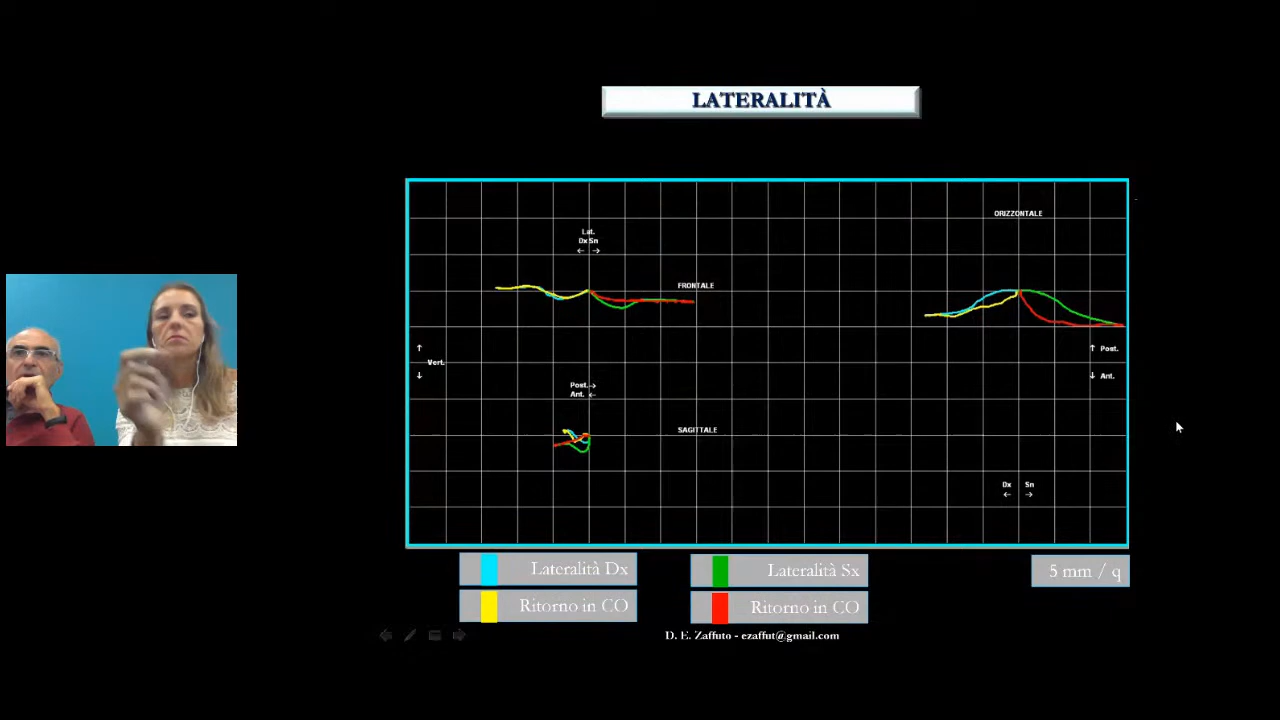 LATERALITÀ
ORIZZONTALE
Lat.
Dx Sn
← →
FRONTALE
↑
Vert.
↓
↑ Post.
↓ Ant.
Post.→
Ant. ←
SAGITTALE
Dx Sn
← →
Lateralità Dx
Lateralità Sx
5 mm / q
Ritorno in CO
Ritorno in CO
D. E. Zaffuto - ezaffut@gmail.com